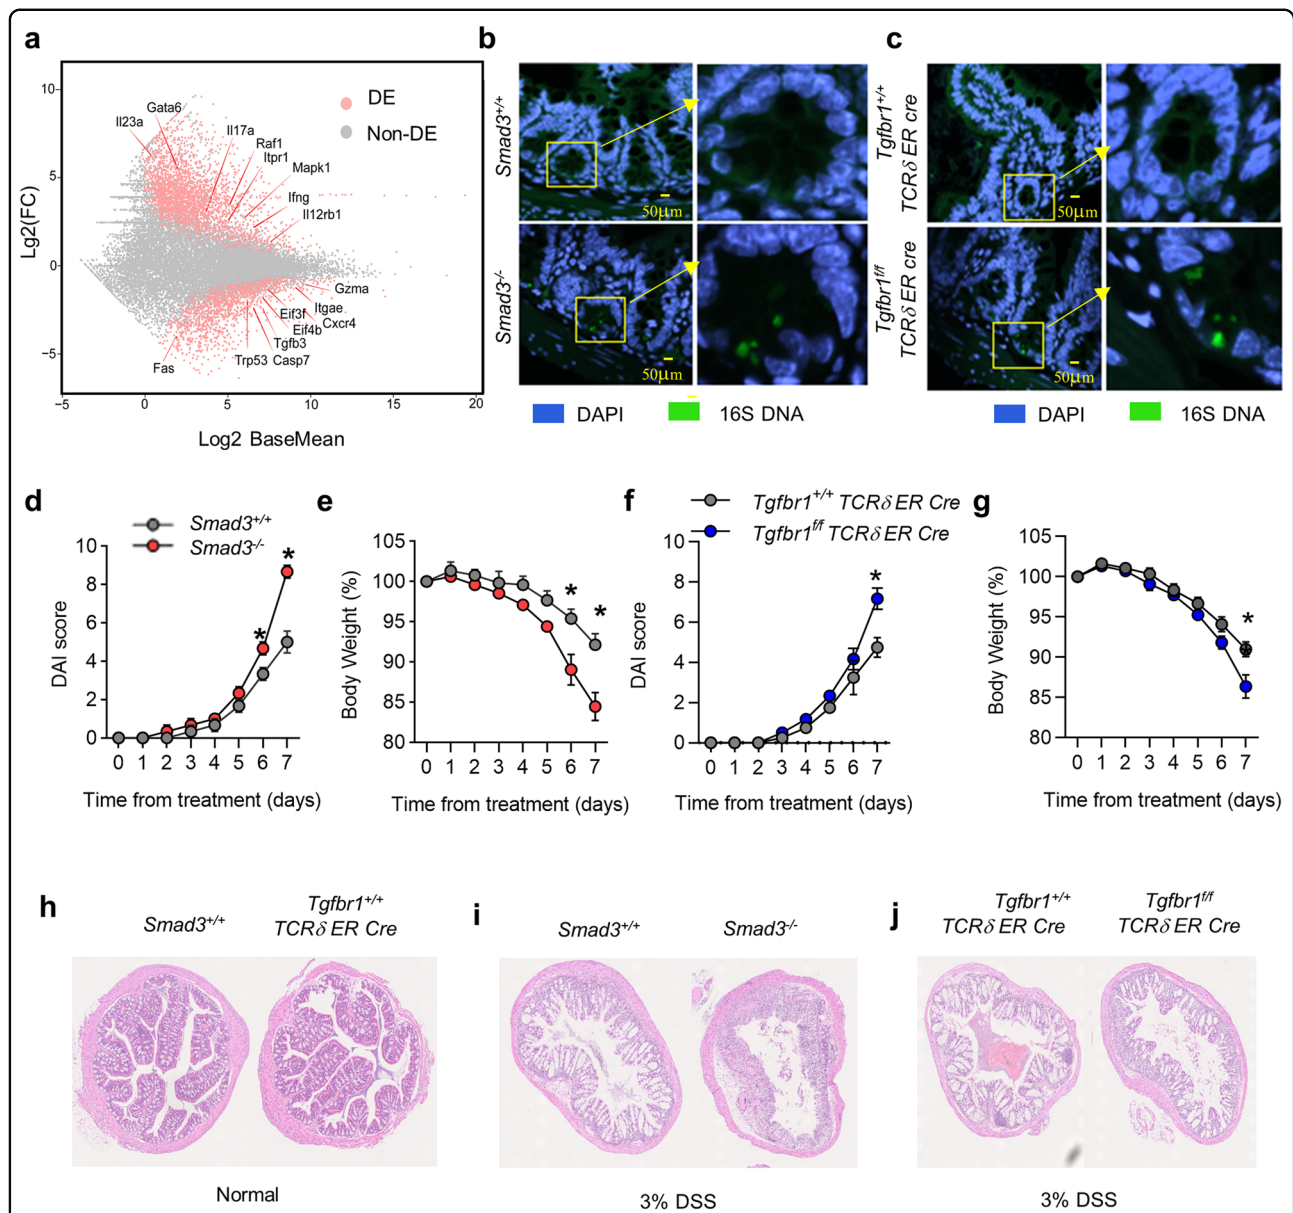 a
10
5
0
−5
Lg2(FC)
−5 0 5 10 15 20
Log2 BaseMean
DE
Non-DE
Gata6
Il23a
Il17a
Raf1
Itpr1
Mapk1
Ifng
Il12rb1
Gzma
Itgae
Eif3f
Cxcr4
Eif4b
Tgfb3
Trp53 Casp7
Fas
b
Smad3+/+
Smad3-/-
50µm
50µm
DAPI 16S DNA
c
Tgfbr1+/+
TCRδ ER cre
Tgfbr1f/f
TCRδ ER cre
50µm
50µm
DAPI 16S DNA
d
Smad3+/+
Smad3-/-
10
8
6
4
2
0
DAI score
* *
0 1 2 3 4 5 6 7
Time from treatment (days)
e
105
100
95
90
85
80
Body Weight (%)
* *
0 1 2 3 4 5 6 7
Time from treatment (days)
f
Tgfbr1+/+ TCRδ ER Cre
Tgfbr1f/f TCRδ ER Cre
10
8
6
4
2
0
DAI score
*
0 1 2 3 4 5 6 7
Time from treatment (days)
g
105
100
95
90
85
80
Body Weight (%)
*
0 1 2 3 4 5 6 7
Time from treatment (days)
h
Smad3+/+
Tgfbr1+/+
TCRδ ER Cre
Normal
i
Smad3+/+
Smad3-/-
3% DSS
j
Tgfbr1+/+
TCRδ ER Cre
Tgfbr1f/f
TCRδ ER Cre
3% DSS